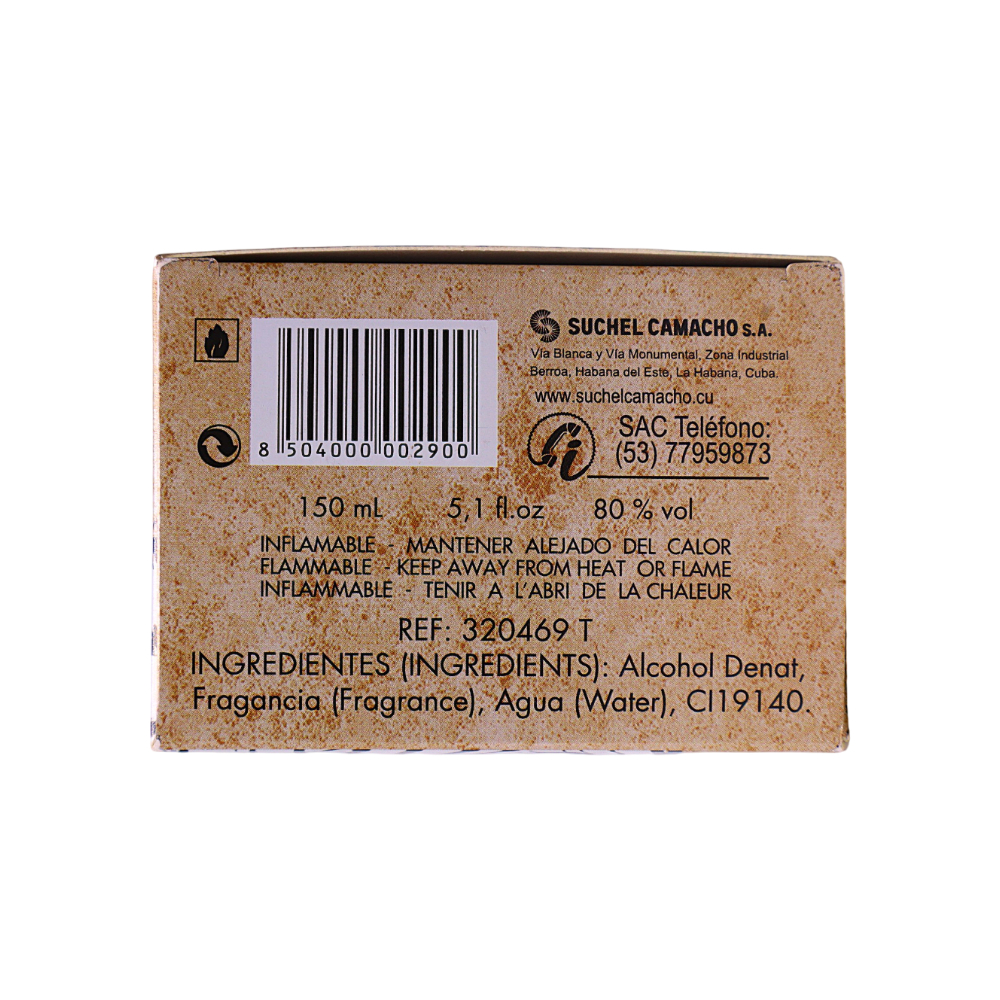 SUCHEL CAMACHO S.A.
Vía Blanca y Vía Monumental, Zona Industrial
Berroa, Habana del Este, La Habana, Cuba.
www.suchelcamacho.cu
SAC Teléfono:
(53) 77959873
8 504000 002900
150 mL 5,1 fl.oz 80 % vol
INFLAMABLE - MANTENER ALEJADO DEL CALOR
FLAMMABLE - KEEP AWAY FROM HEAT OR FLAME
INFLAMMABLE - TENIR A L'ABRI DE LA CHALEUR
REF: 320469 T
INGREDIENTES (INGREDIENTS): Alcohol Denat,
Fragancia (Fragrance), Agua (Water), CI19140.